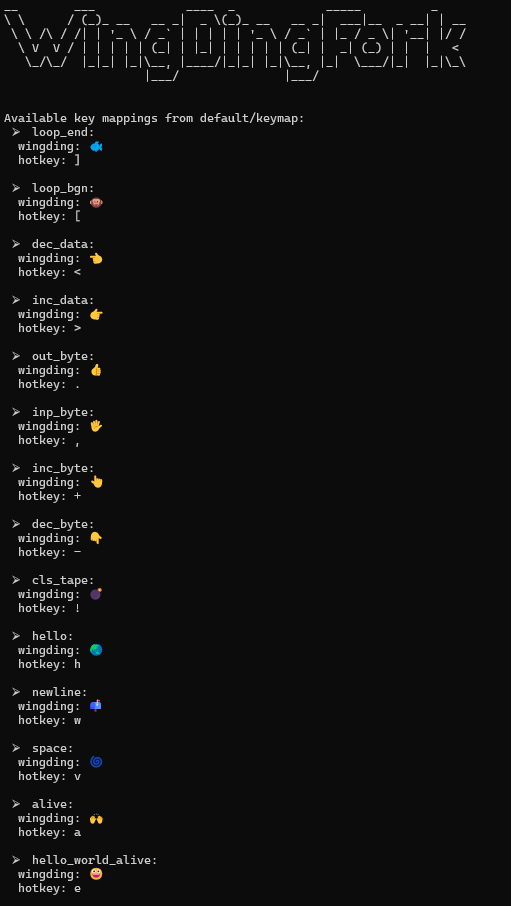 WingDingFork
Available key mappings from default/keymap:
➢ loop_end:
wingding: 🐟
hotkey: ]
➢ loop_bgn:
wingding: 🐵
hotkey: [
➢ dec_data:
wingding: 👈
hotkey: <
➢ inc_data:
wingding: 👉
hotkey: >
➢ out_byte:
wingding: 👍
hotkey: .
➢ inp_byte:
wingding: 🖐
hotkey: ,
➢ inc_byte:
wingding: 👆
hotkey: +
➢ dec_byte:
wingding: 👇
hotkey: -
➢ cls_tape:
wingding: 💣
hotkey: !
➢ hello:
wingding: 🌏
hotkey: h
➢ newline:
wingding: 📫
hotkey: w
➢ space:
wingding: 🌀
hotkey: v
➢ alive:
wingding: 🙌
hotkey: a
➢ hello_world_alive:
wingding: 😀
hotkey: e